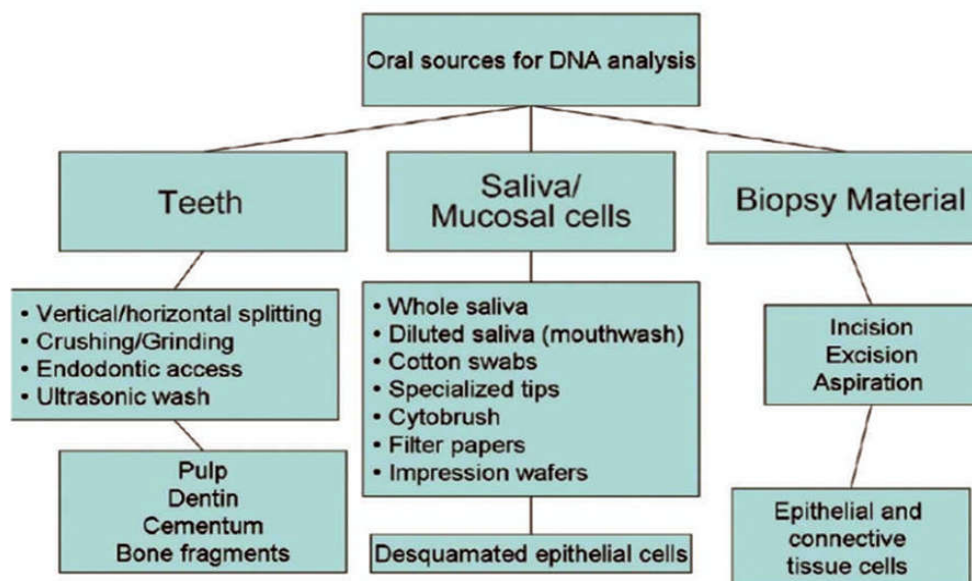 Oral sources for DNA analysis
Teeth
Saliva/
Mucosal cells
Biopsy Material
• Vertical/horizontal splitting
• Crushing/Grinding
• Endodontic access
• Ultrasonic wash
• Whole saliva
• Diluted saliva (mouthwash)
• Cotton swabs
• Specialized tips
• Cytobrush
• Filter papers
• Impression wafers
Incision
Excision
Aspiration
Pulp
Dentin
Cementum
Bone fragments
Desquamated epithelial cells
Epithelial and
connective
tissue cells